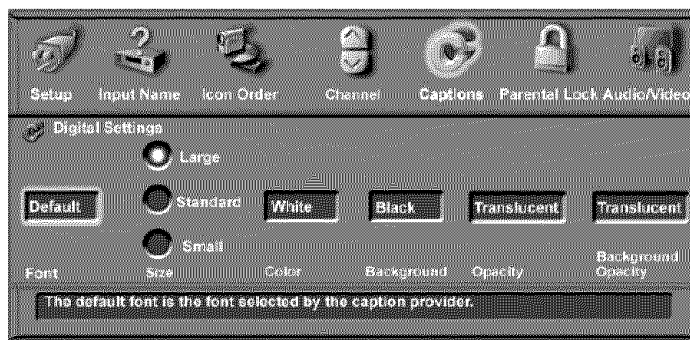 Setup Input Name Icon Order Channel Captions Parental Lock Audio/Video
Digital Settings
Large
Default Standard White Black Translucent Translucent
Small
Font Size Color Background Opacity Background Opacity
The default font is the font selected by the caption provider.